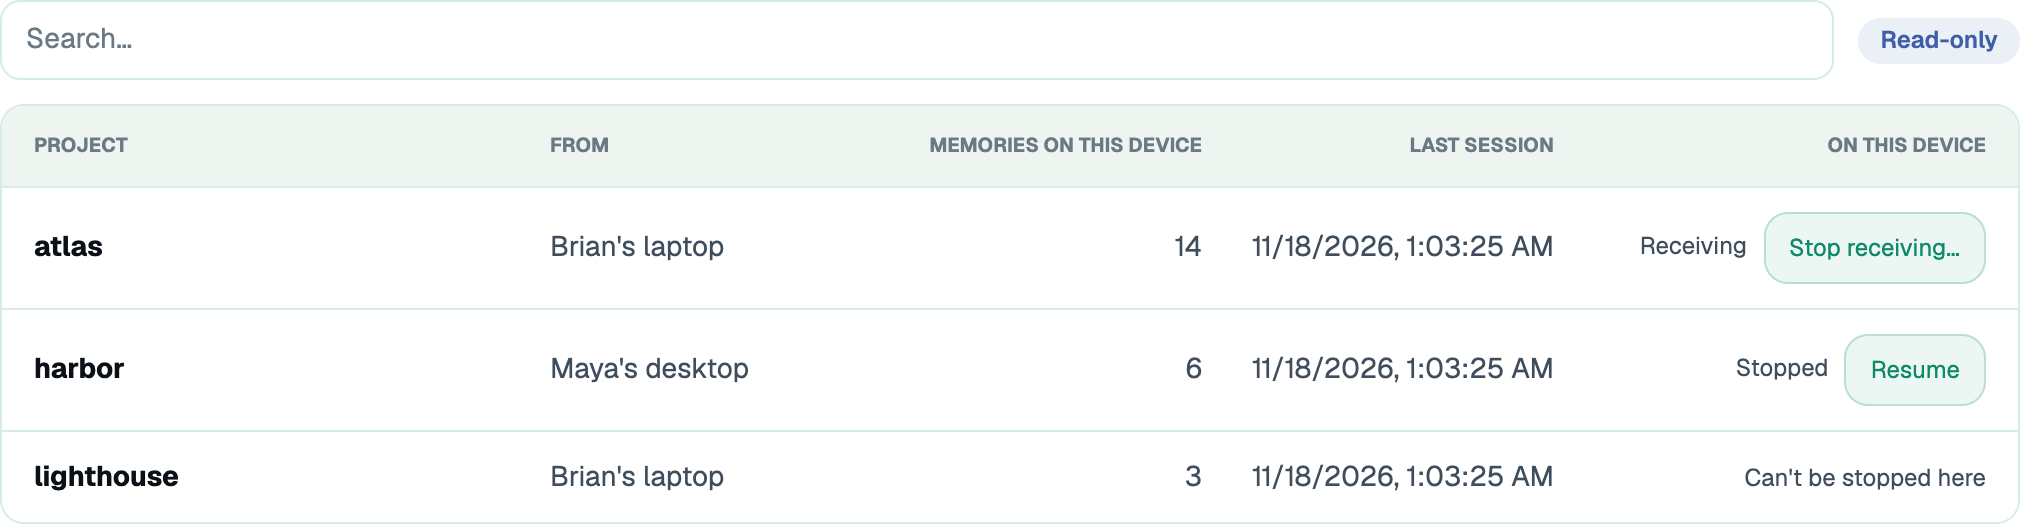 Search…
Read-only
PROJECT FROM MEMORIES ON THIS DEVICE LAST SESSION ON THIS DEVICE
atlas Brian's laptop 14 11/18/2026, 1:03:25 AM Receiving Stop receiving…
harbor Maya's desktop 6 11/18/2026, 1:03:25 AM Stopped Resume
lighthouse Brian's laptop 3 11/18/2026, 1:03:25 AM Can't be stopped here